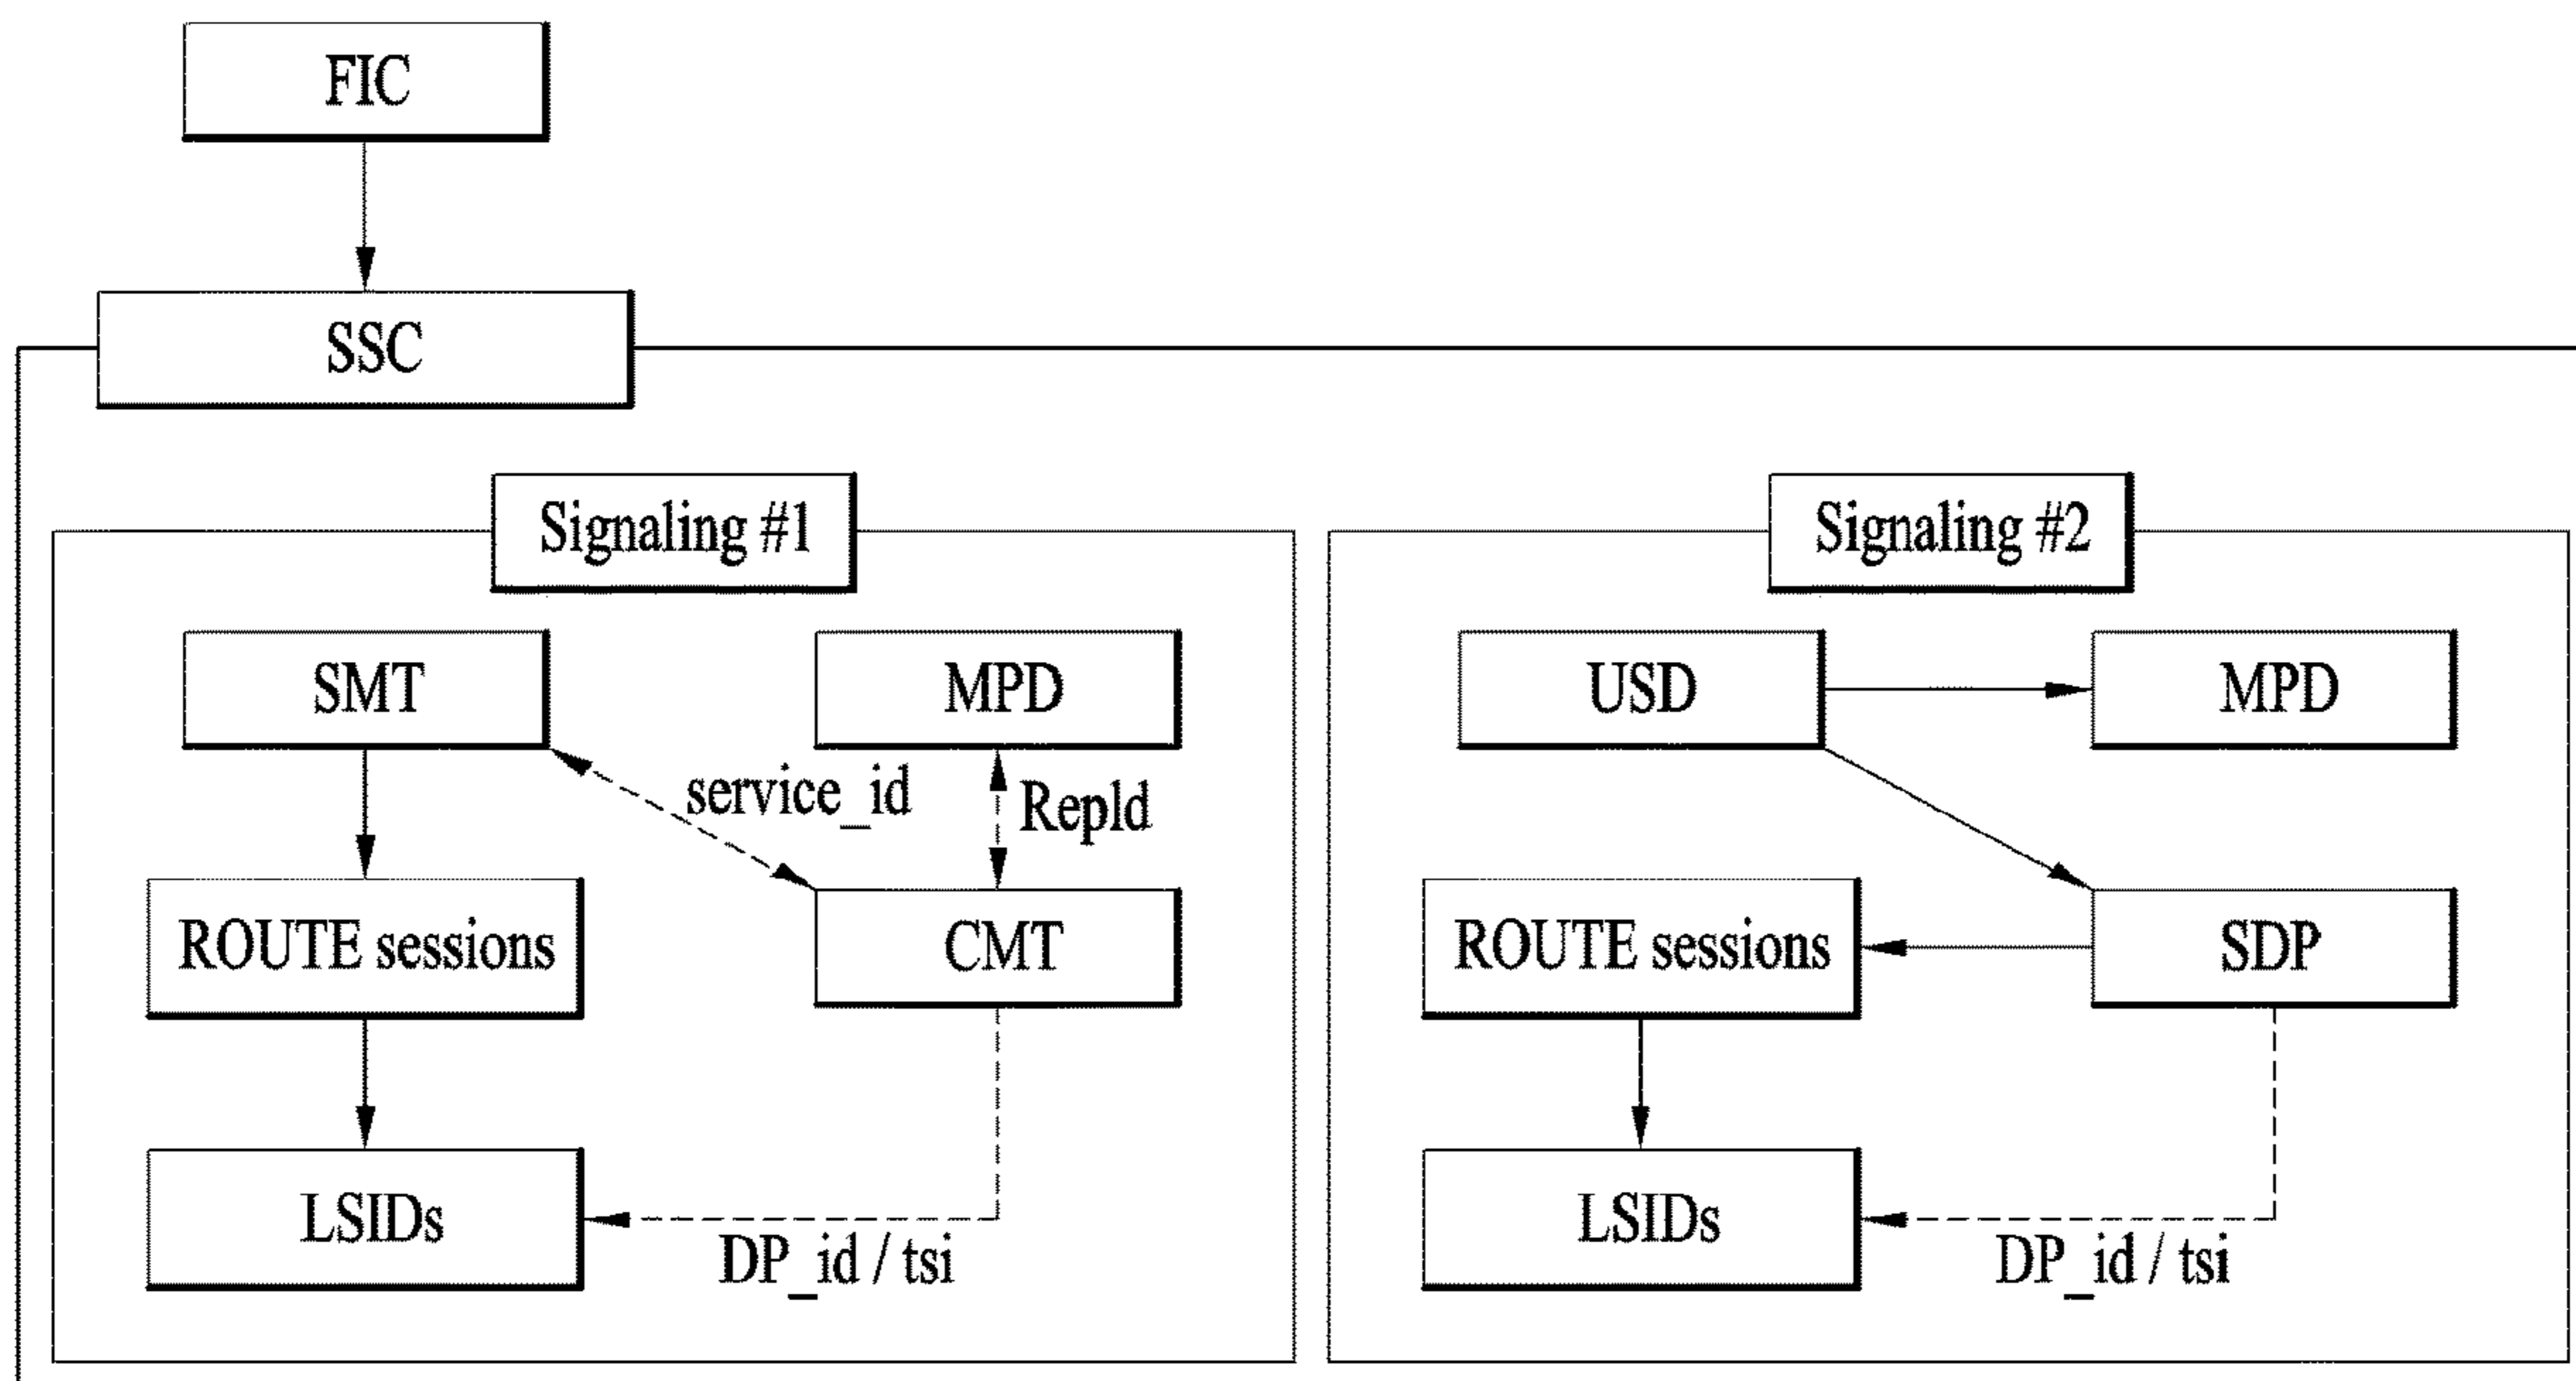 FIC
SSC
Signaling #1
SMT
MPD
service_id
RepId
ROUTE sessions
CMT
LSIDs
DP_id / tsi
Signaling #2
USD
MPD
ROUTE sessions
SDP
LSIDs
DP_id / tsi